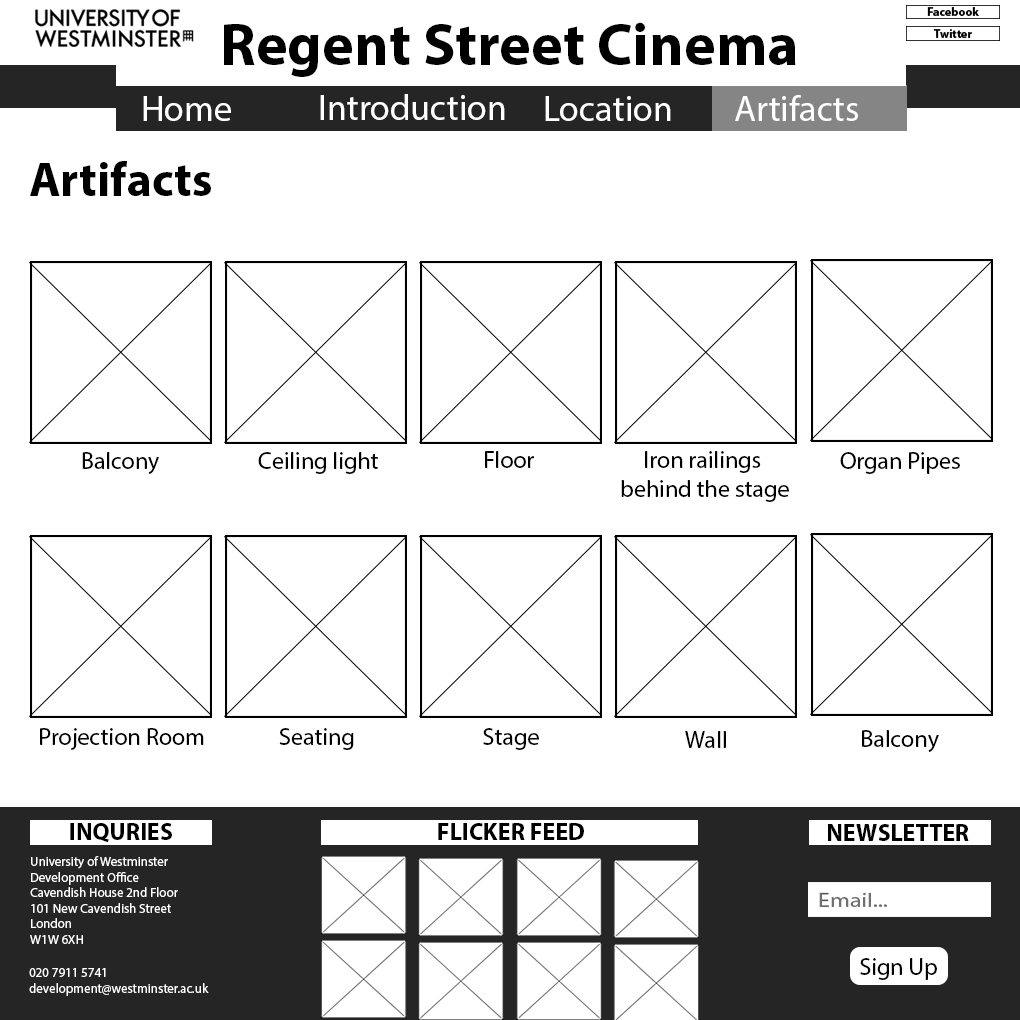 UNIVERSITY OF
WESTMINSTER
Regent Street Cinema
Facebook
Twitter
Home Introduction Location Artifacts
Artifacts
Balcony Ceiling light Floor Iron railings Organ Pipes
behind the stage
Projection Room Seating Stage Wall Balcony
INQURIES FLICKER FEED NEWSLETTER
University of Westminster
Development Office
Cavendish House 2nd Floor
101 New Cavendish Street
London
W1W 6XH
020 7911 5741
development@westminster.ac.uk
Email...
Sign Up